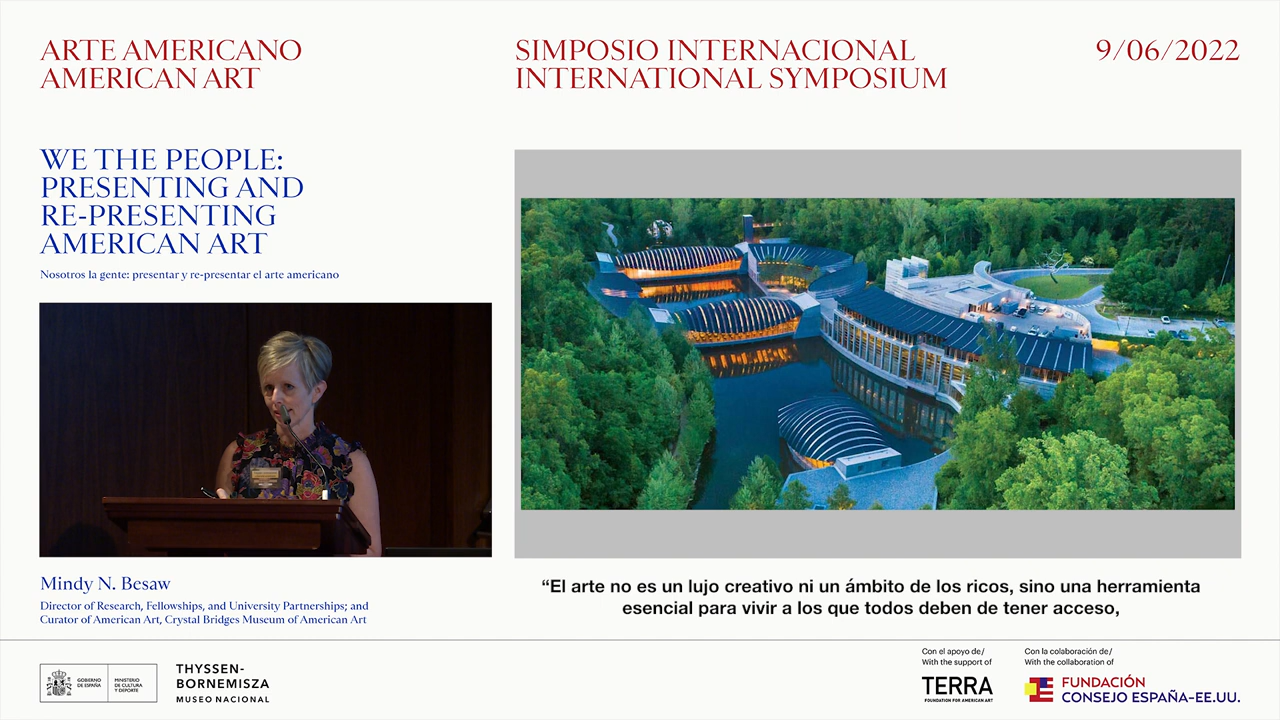 ARTE AMERICANO
AMERICAN ART
SIMPOSIO INTERNACIONAL
INTERNATIONAL SYMPOSIUM
9/06/2022
WE THE PEOPLE:
PRESENTING AND
RE-PRESENTING
AMERICAN ART
Nosotros la gente: presentar y re-presentar el arte americano
Mindy N. Besaw
Director of Research, Fellowships, and University Partnerships; and
Curator of American Art, Crystal Bridges Museum of American Art
“El arte no es un lujo creativo ni un ámbito de los ricos, sino una herramienta
esencial para vivir a los que todos deben de tener acceso,
GOBIERNO
DE ESPAÑA
MINISTERIO
DE CULTURA
Y DEPORTE
THYSSEN-
BORNEMISZA
MUSEO NACIONAL
Con el apoyo de/
With the support of
TERRA
FOUNDATION FOR AMERICAN ART
Con la colaboración de/
With the collaboration of
FUNDACIÓN
CONSEJO ESPAÑA-EE.UU.